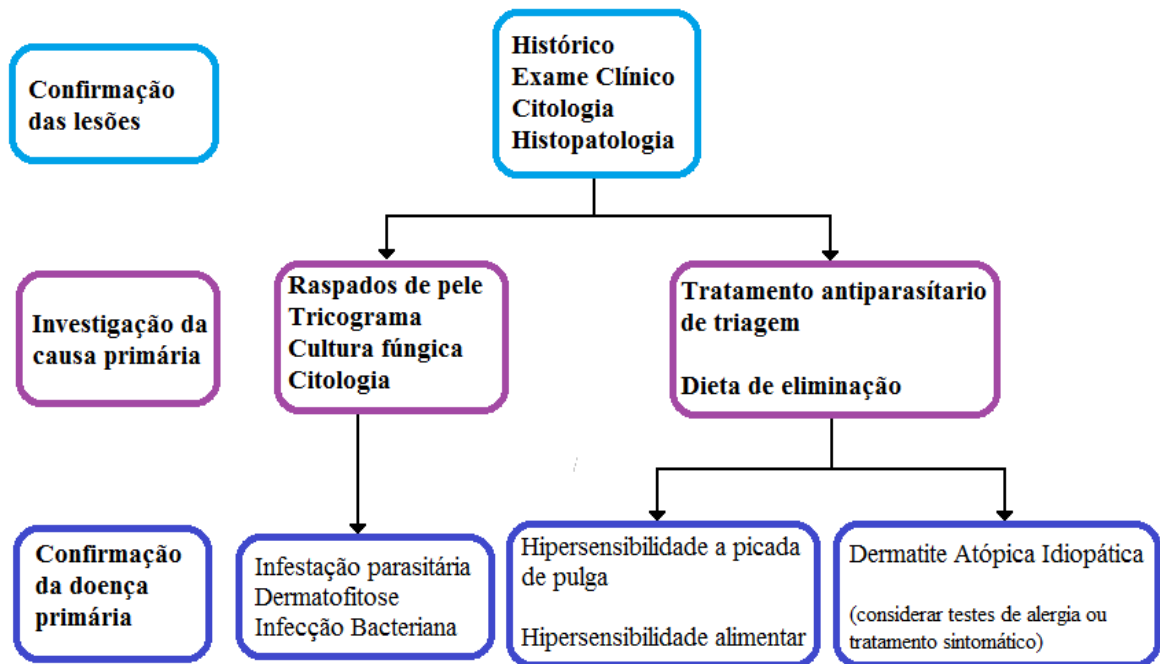 Confirmação
das lesões
Histórico
Exame Clínico
Citologia
Histopatologia
Investigação da
causa primária
Raspados de pele
Tricograma
Cultura fúngica
Citologia
Tratamento antiparasítario
de triagem
Dieta de eliminação
Confirmação
da doença
primária
Infestação parasitária
Dermatofitose
Infecção Bacteriana
Hipersensibilidade a picada
de pulga
Hipersensibilidade alimentar
Dermatite Atópica Idiopática
(considerar testes de alergia ou
tratamento sintomático)